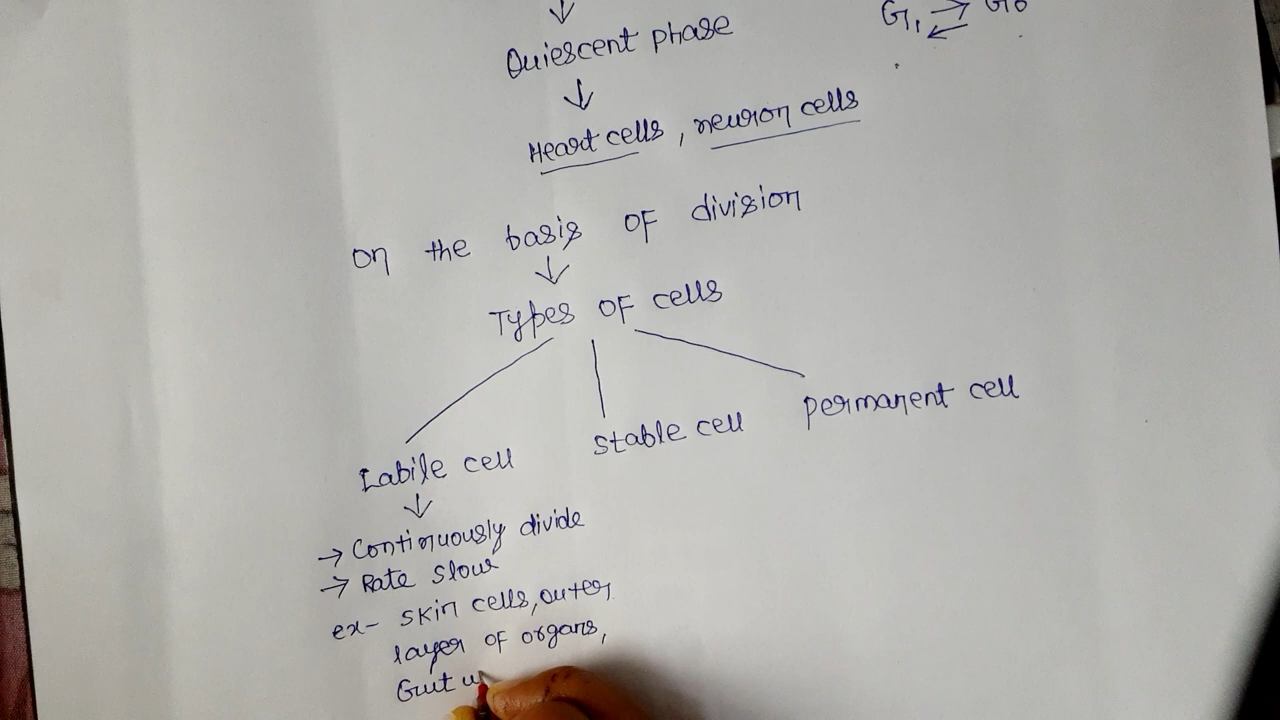 G1 ⇌ G0
↓
Quiescent phase
↓
Heart cells, neuron cells
on the basis of division
↓
Types of cells
Labile cell stable cell permanent cell
↓
→ Continuously divide
→ Rate slow
ex- skin cells, outer
layer of organs,
Gut